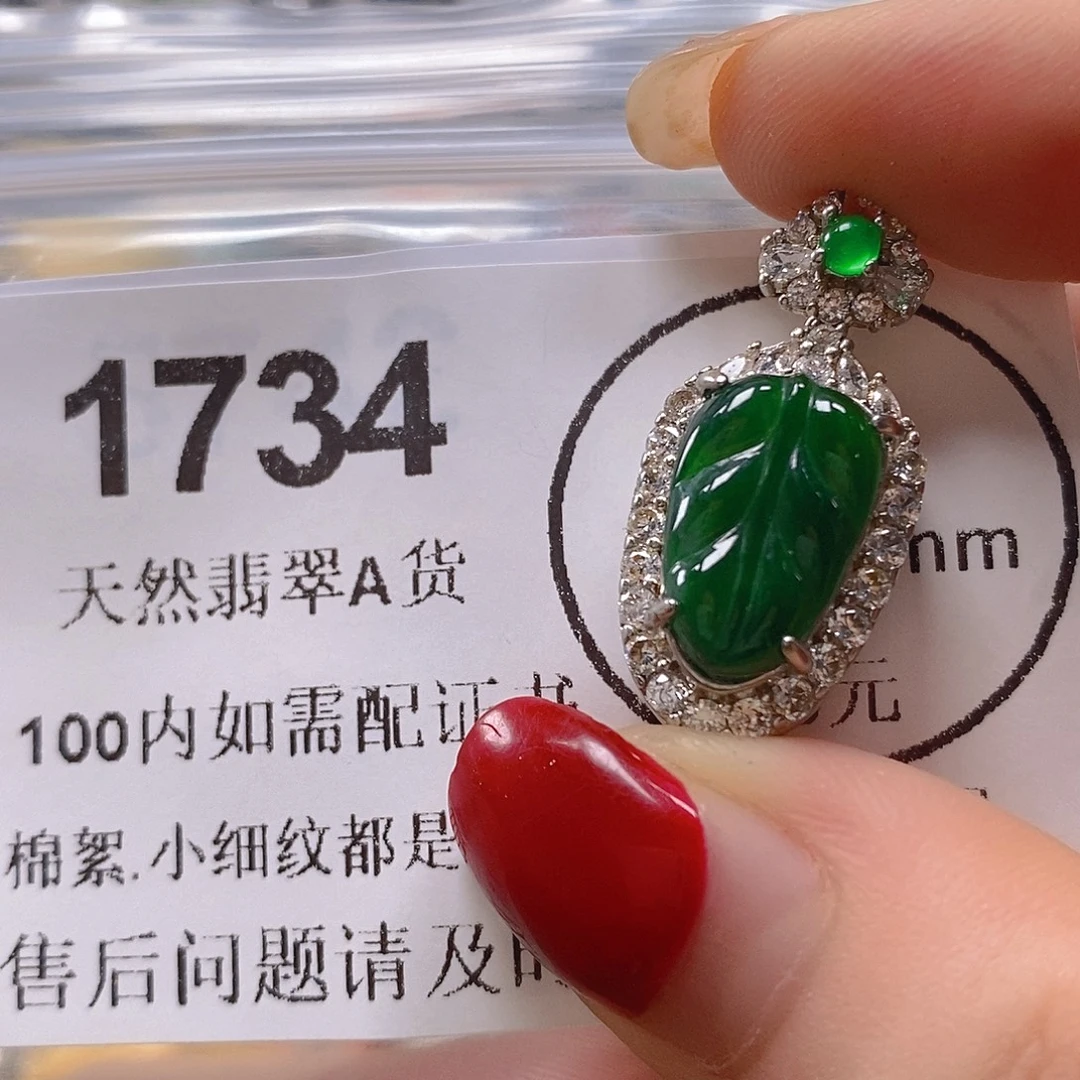 1734
天然翡翠A货
nm
100内如需配证书
元
棉絮.小细纹都是
售后问题请及